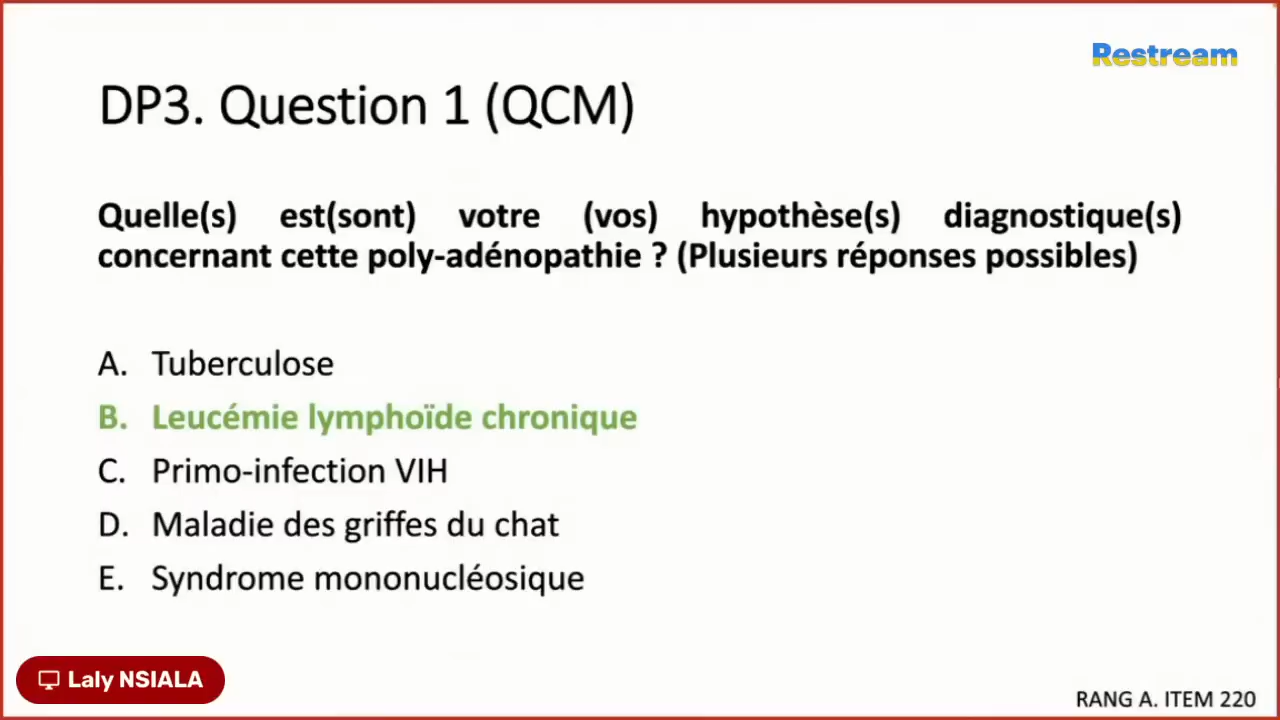 Restream
DP3. Question 1 (QCM)
Quelle(s) est(sont) votre (vos) hypothèse(s) diagnostique(s)
concernant cette poly-adénopathie ? (Plusieurs réponses possibles)
A. Tuberculose
B. Leucémie lymphoïde chronique
C. Primo-infection VIH
D. Maladie des griffes du chat
E. Syndrome mononucléosique
Laly NSIALA
RANG A. ITEM 220